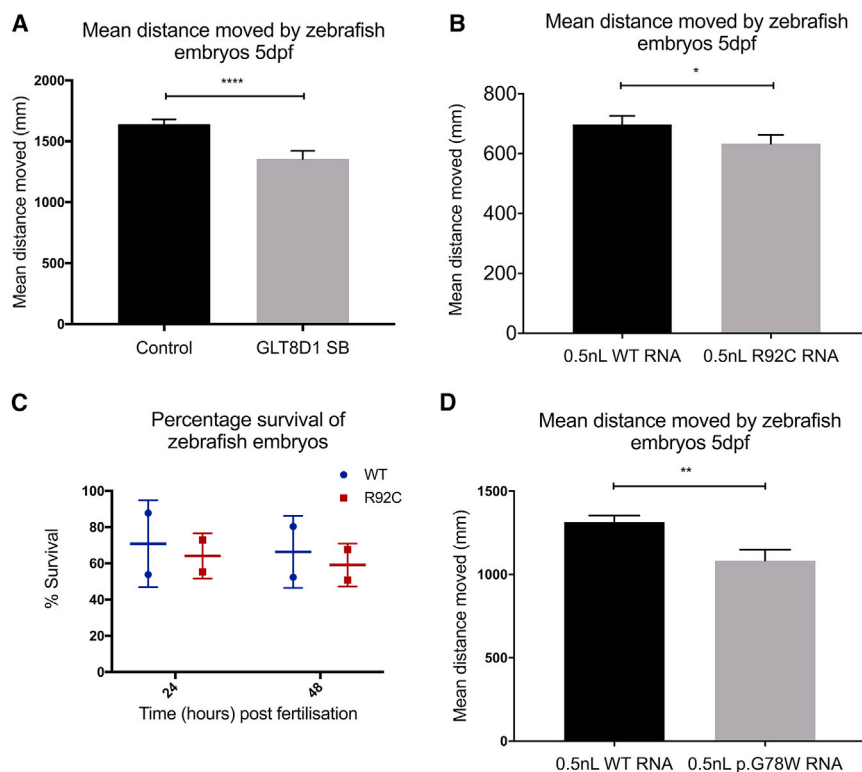 A
Mean distance moved by zebrafish
embryos 5dpf
****
2000
1500
1000
500
0
Mean distance moved (mm)
Control
GLT8D1 SB
B
Mean distance moved by zebrafish
embryos 5dpf
*
800
600
400
200
0
Mean distance moved (mm)
0.5nL WT RNA
0.5nL R92C RNA
C
Percentage survival of
zebrafish embryos
WT
R92C
100
80
60
40
20
0
% Survival
24
48
Time (hours) post fertilisation
D
Mean distance moved by zebrafish
embryos 5dpf
**
1500
1000
500
0
Mean distance moved (mm)
0.5nL WT RNA
0.5nL p.G78W RNA